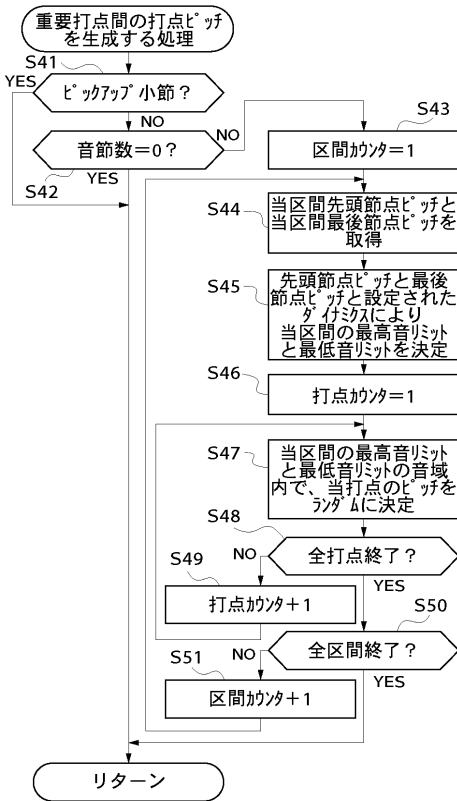 重要打点間の打点ﾋﾟｯﾁ
を生成する処理
S41
YES
ﾋﾟｯｸｱｯﾌﾟ小節？
NO
NO
S43
音節数＝0？
区間ｶｳﾝﾀ＝1
S42
YES
S44
当区間先頭節点ﾋﾟｯﾁと
当区間最後節点ﾋﾟｯﾁを
取得
S45
先頭節点ﾋﾟｯﾁと最後
節点ﾋﾟｯﾁと設定された
ﾀﾞｲﾅﾐｸｽにより
当区間の最高音ﾘﾐｯﾄ
と最低音ﾘﾐｯﾄを決定
S46
打点ｶｳﾝﾀ＝1
S47
当区間の最高音ﾘﾐｯﾄ
と最低音ﾘﾐｯﾄの音域
内で、当打点のﾋﾟｯﾁを
ﾗﾝﾀﾞﾑに決定
S48
全打点終了？
NO
S49
YES
打点ｶｳﾝﾀ＋1
S50
全区間終了？
NO
S51
YES
区間ｶｳﾝﾀ＋1
リターン